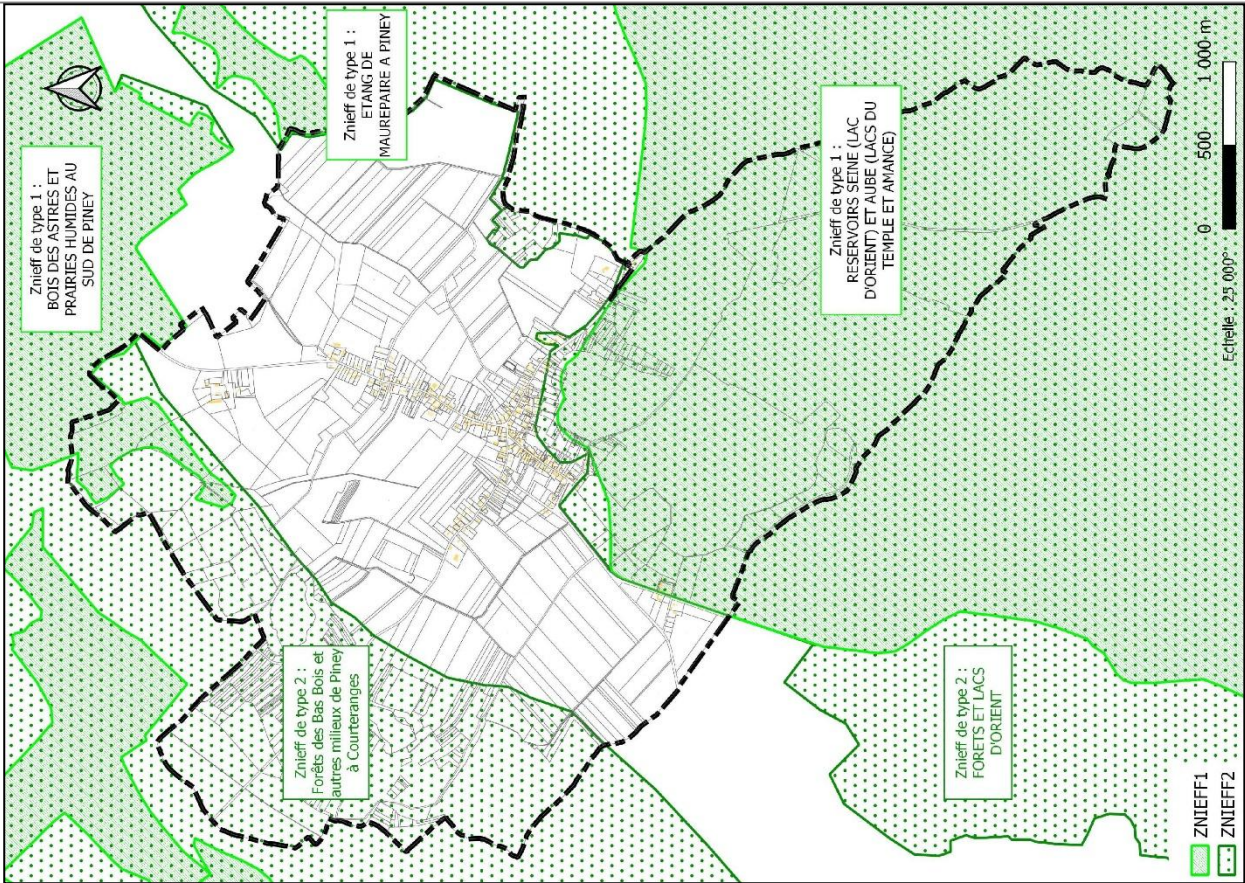 Znieff de type 1 :
BOIS DES ASTRES ET
PRAIRIES HUMIDES AU
SUD DE PINEY
Znieff de type 1 :
ETANG DE
MAUREPAIRE A PINEY
Znieff de type 2 :
Forêts des Bas Bois et
autres milieux de Piney
à Courteranges
Znieff de type 1 :
RESERVOIRS SEINE (LAC
D'ORIENT) ET AUBE (LACS DU
TEMPLE ET AMANCE)
Znieff de type 2 :
FORETS ET LACS
D'ORIENT
ZNIEFF1
ZNIEFF2
0 500 1 000 m
Echelle : 25 000°